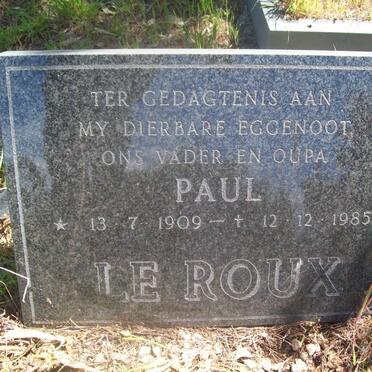 TER GEDAGTENIS AAN
MY DIERBARE EGGENOOT
ONS VADER EN OUPA
PAUL
★ 13 · 7 · 1909 — ✝ 12 · 12 · 1985
LE ROUX